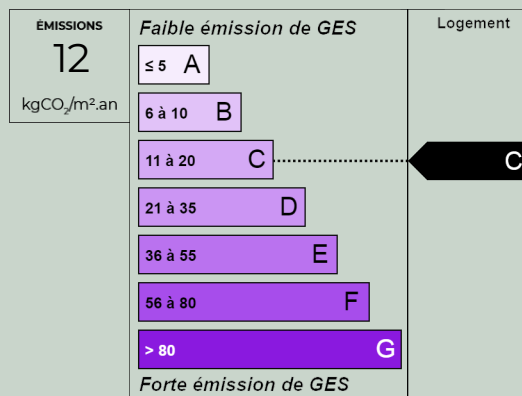 ÉMISSIONS
12
kgCO₂/m².an
Faible émission de GES
≤ 5 A
6 à 10 B
11 à 20 C
21 à 35 D
36 à 55 E
56 à 80 F
> 80 G
Forte émission de GES
Logement
C